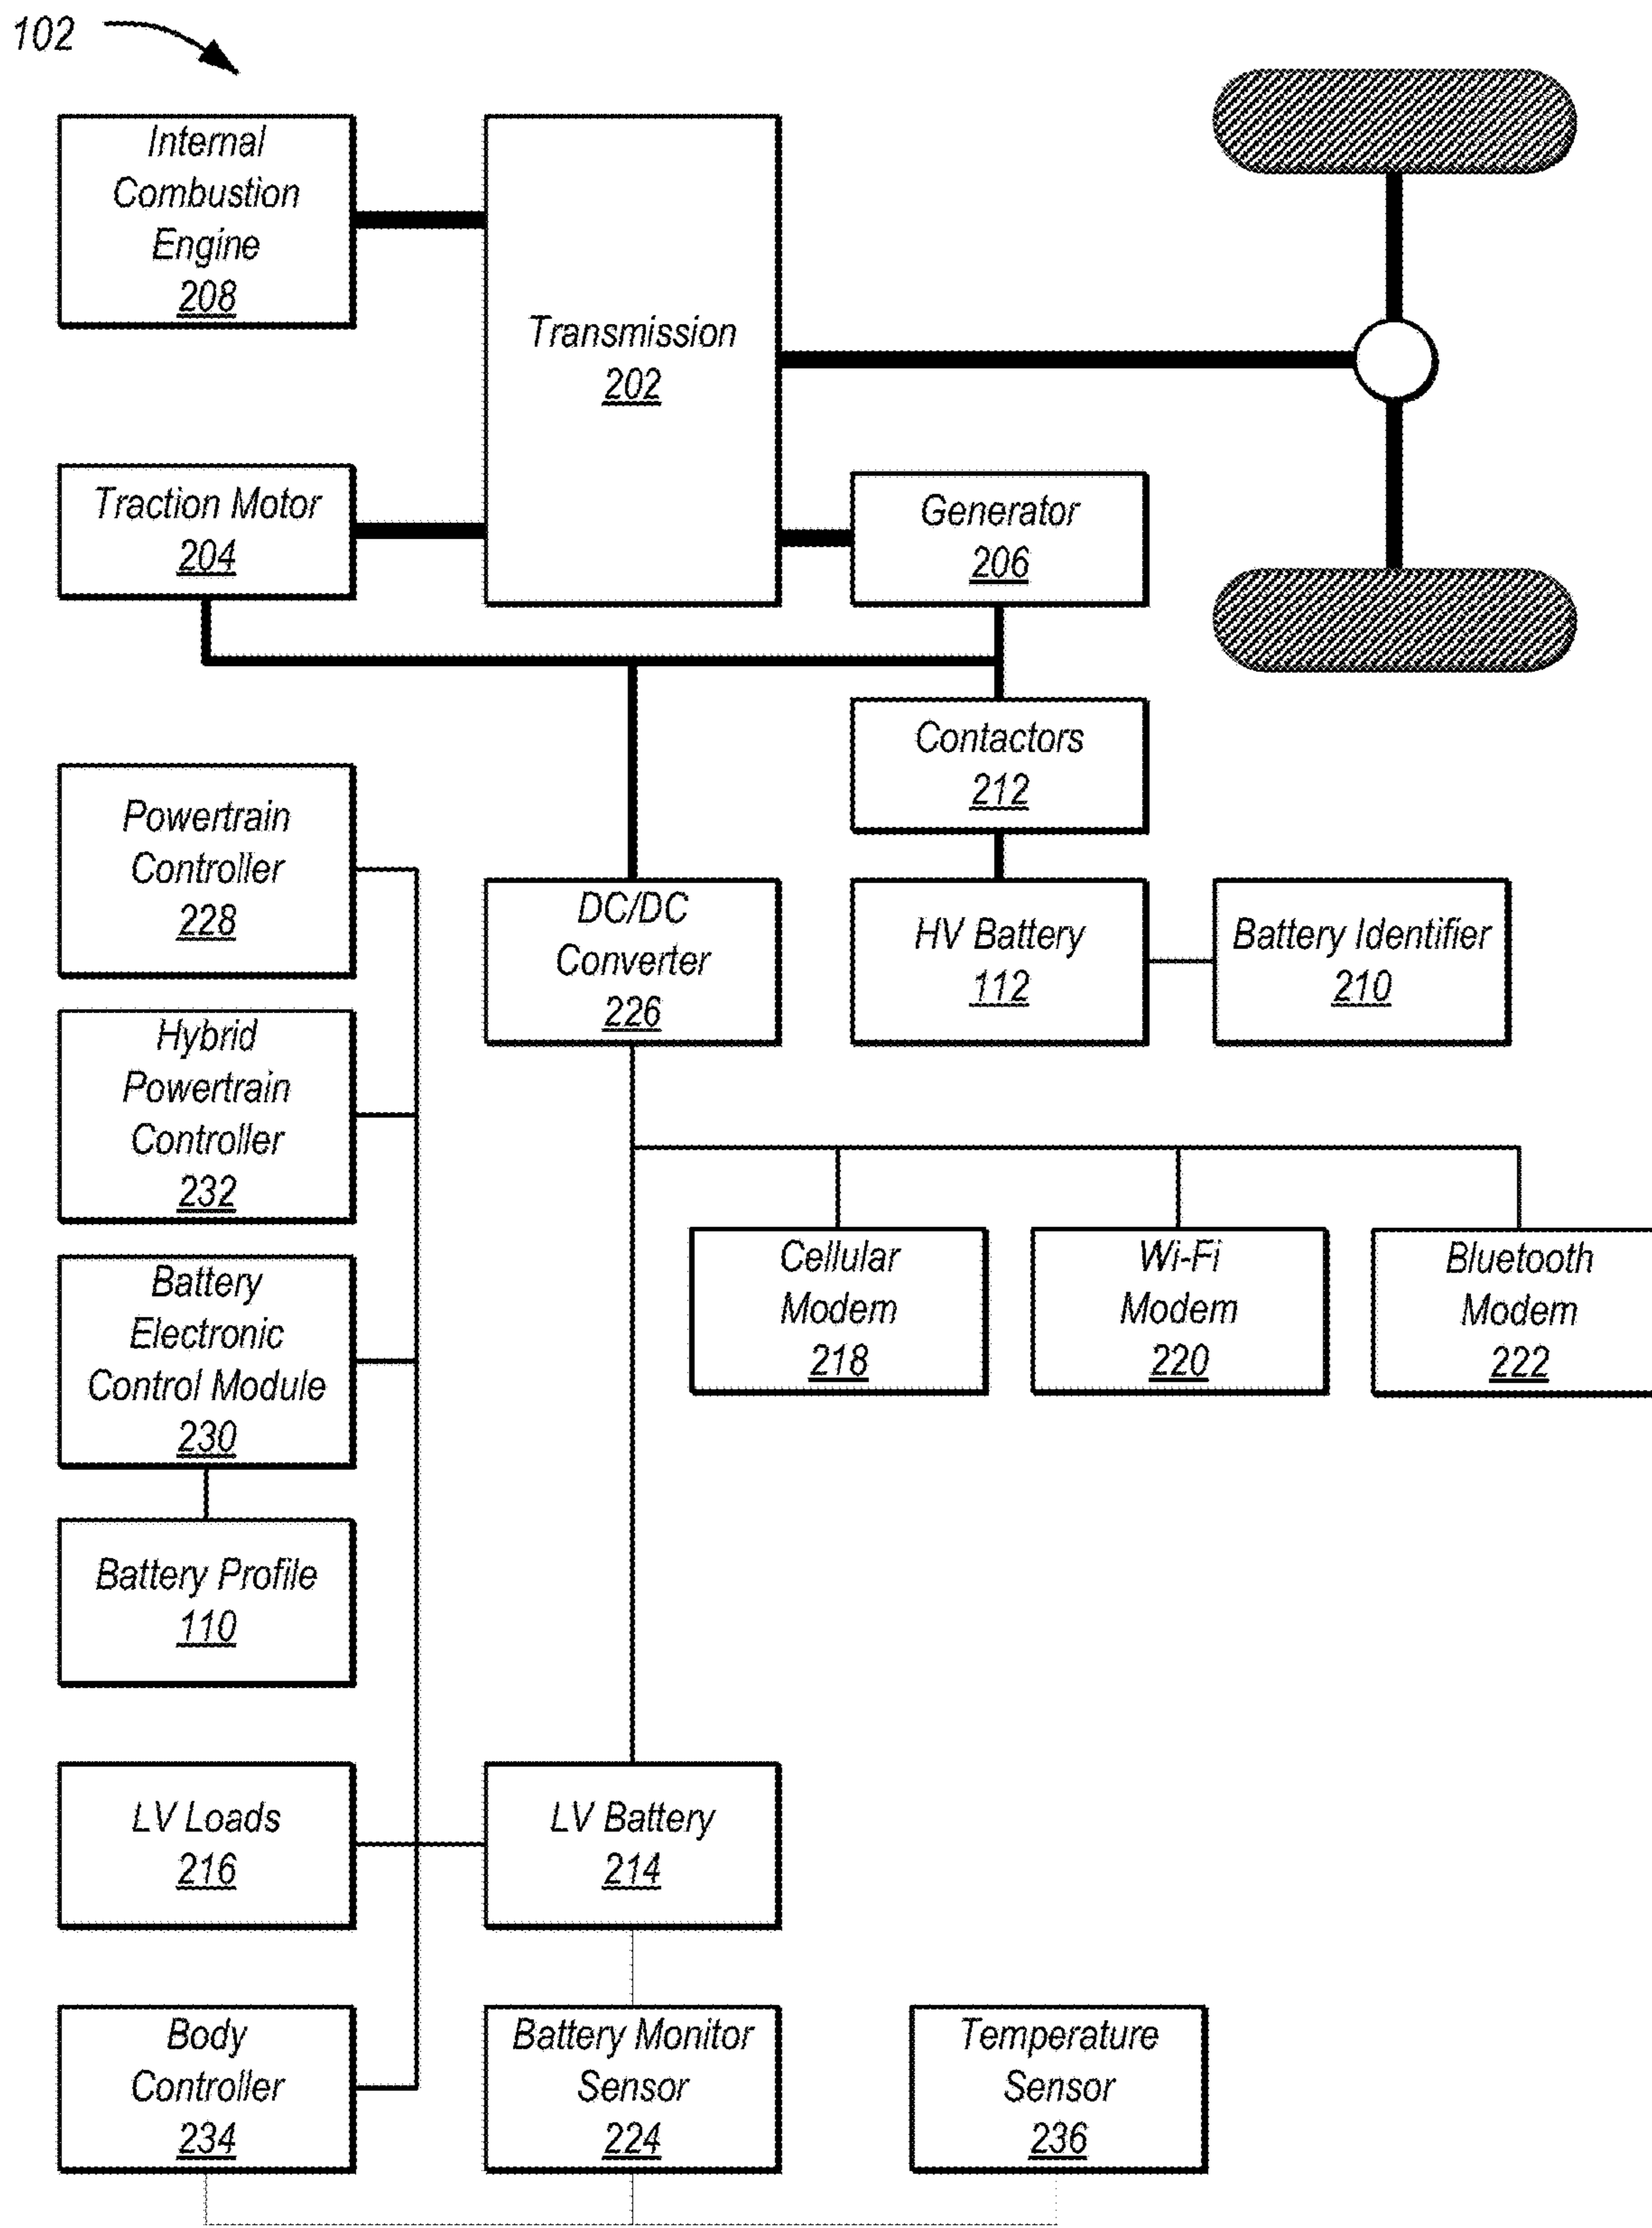 102
Internal
Combustion
Engine
208
Transmission
202
Traction Motor
204
Generator
206
Contactors
212
Powertrain
Controller
228
DC/DC
Converter
226
HV Battery
112
Battery Identifier
210
Hybrid
Powertrain
Controller
232
Cellular
Modem
218
Wi-Fi
Modem
220
Bluetooth
Modem
222
Battery
Electronic
Control Module
230
Battery Profile
110
LV Loads
216
LV Battery
214
Body
Controller
234
Battery Monitor
Sensor
224
Temperature
Sensor
236